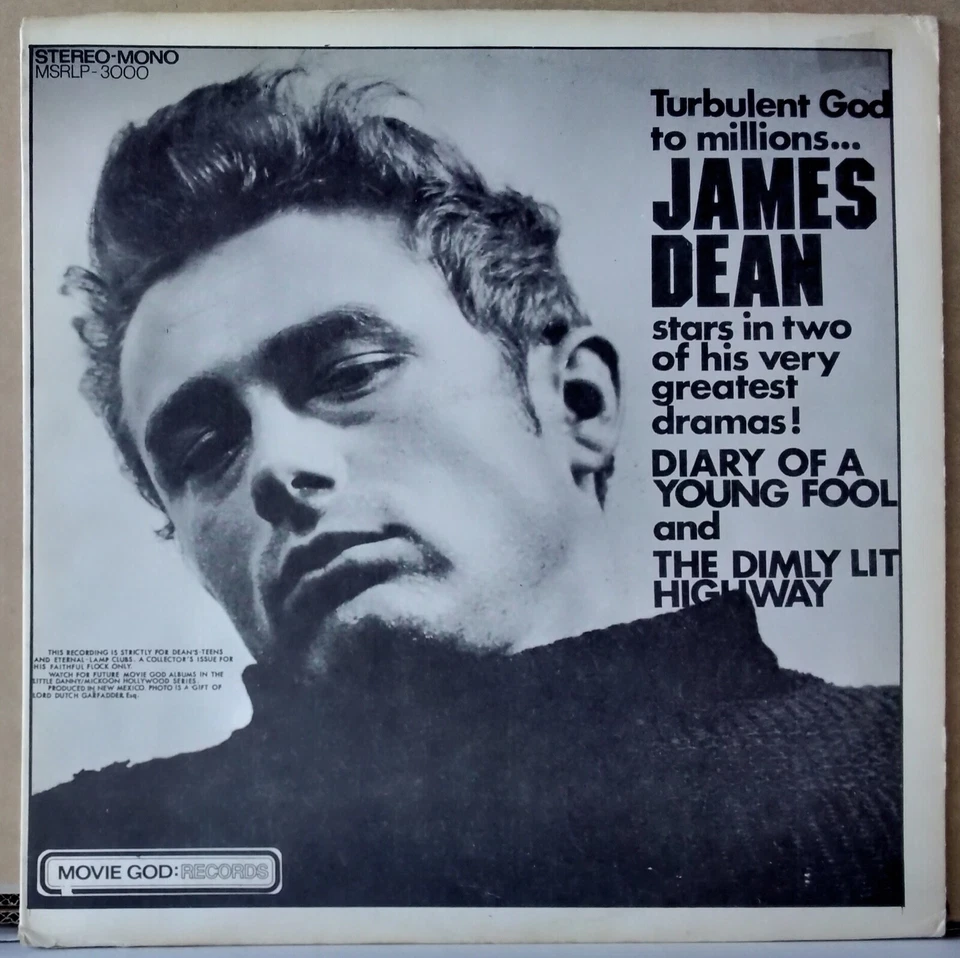 STEREO-MONO
MSRLP-3000
Turbulent God
to millions...
JAMES
DEAN
stars in two
of his very
greatest
dramas!
DIARY OF A
YOUNG FOOL
and
THE DIMLY LIT
HIGHWAY
THIS RECORDING IS STRICTLY FOR DEAN'S-TEENS
AND ETERNAL-LAMP CLUBS. A COLLECTOR'S ISSUE FOR
HIS FAITHFUL FLOCK ONLY.
WATCH FOR FUTURE MOVIE GOD ALBUMS IN THE
LITTLE DANNY/MICKOON HOLLYWOOD SERIES.
PRODUCED IN NEW MEXICO. PHOTO IS A GIFT OF
LORD DUTCH Esq.
MOVIE GOD:RECORDS